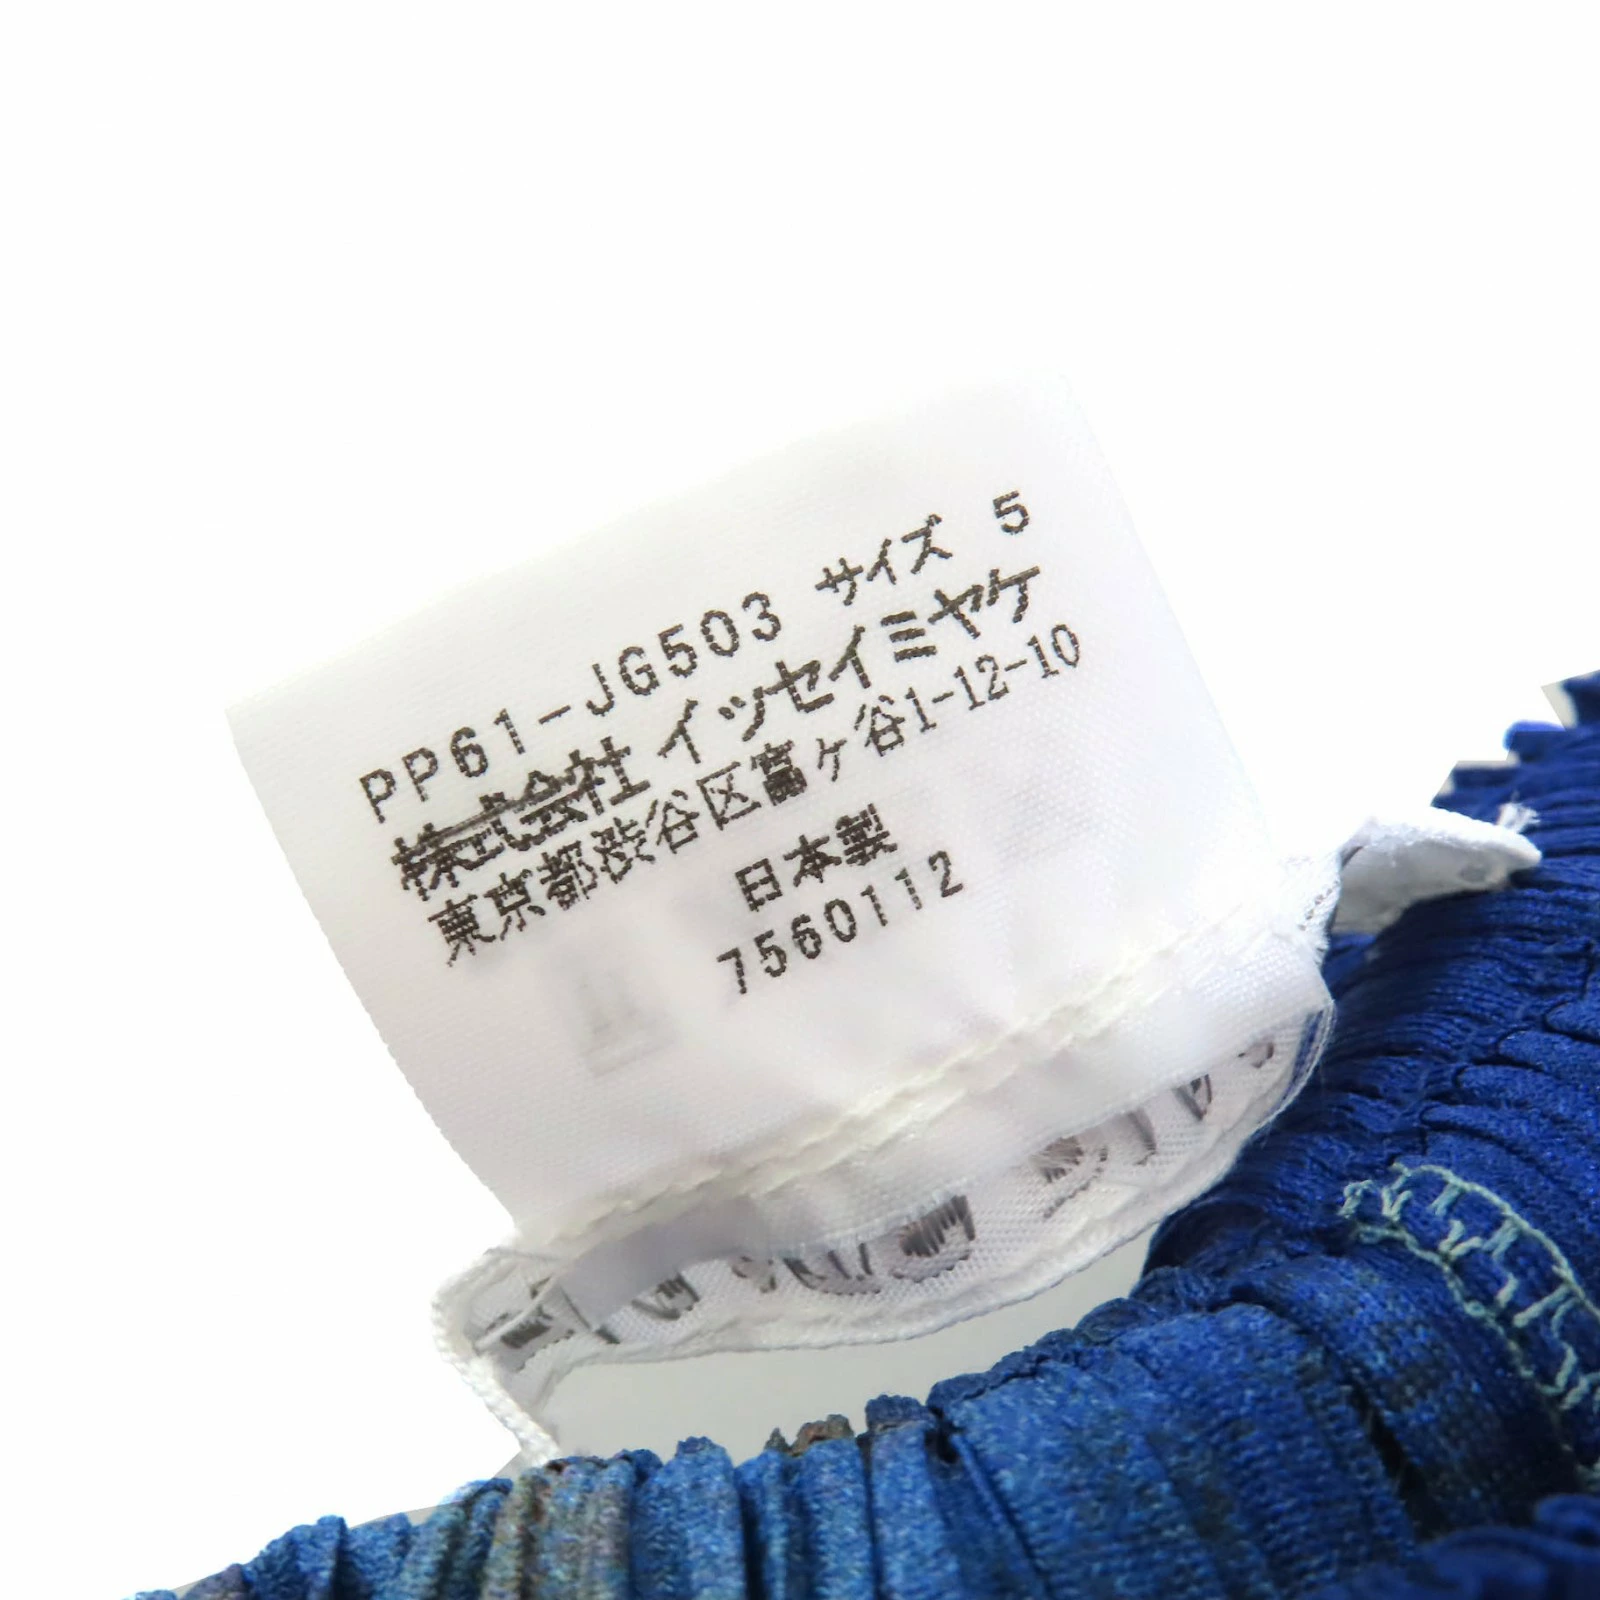 PP61-JG503 サイズ 5
株式会社 イッセイミヤケ
東京都渋谷区富ヶ谷1-12-10
日本製
7560112